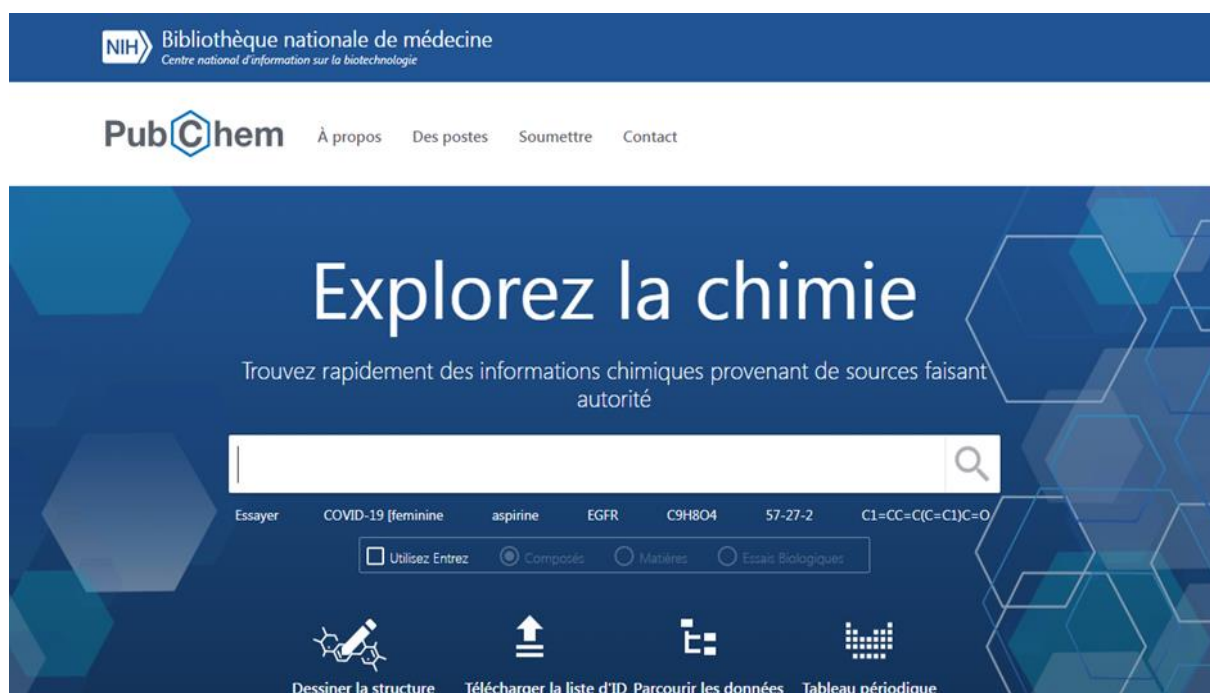 NIH Bibliothèque nationale de médecine
Centre national d'information sur la biotechnologie
PubChem À propos Des postes Soumettre Contact
Explorez la chimie
Trouvez rapidement des informations chimiques provenant de sources faisant
autorité
Essayer COVID-19 [feminine aspirine EGFR C9H8O4 57-27-2 C1=CC=C(C=C1)C=O
Utilisez Entrez Composés Matières Essais Biologiques
Dessiner la structure Télécharger la liste d'ID Parcourir les données Tableau périodique